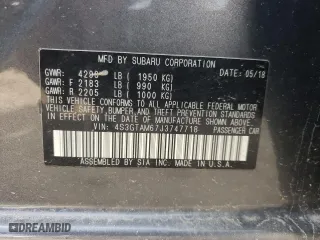 MFD BY SUBARU CORPORATION
GVWR: 4299 LB (1950 KG) DATE: 05/18
GAWR: F 2183 LB ( 990 KG)
GAWR: R 2205 LB (1000 KG)
THIS VEHICLE CONFORMS TO ALL APPLICABLE FEDERAL MOTOR
VEHICLE SAFETY, BUMPER, AND THEFT PREVENTION STANDARDS
IN EFFECT ON THE DATE OF MANUFACTURE SHOWN ABOVE.
VIN: 4S3GTAM67J3747718 PASSENGER CAR
ASSEMBLED BY SIA INC. MADE IN U.S.A.
DREAMBID